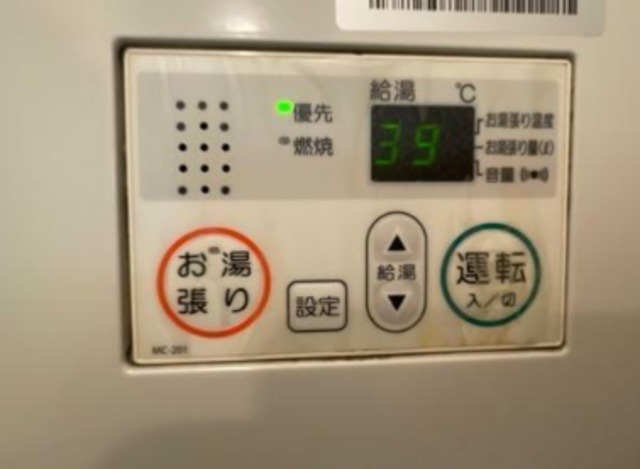 給湯 ℃
優先
燃焼
39
お湯張り温度
お湯張り量(ℓ)
音量
お湯
張り
設定
給湯
運転
入/切
MC-201